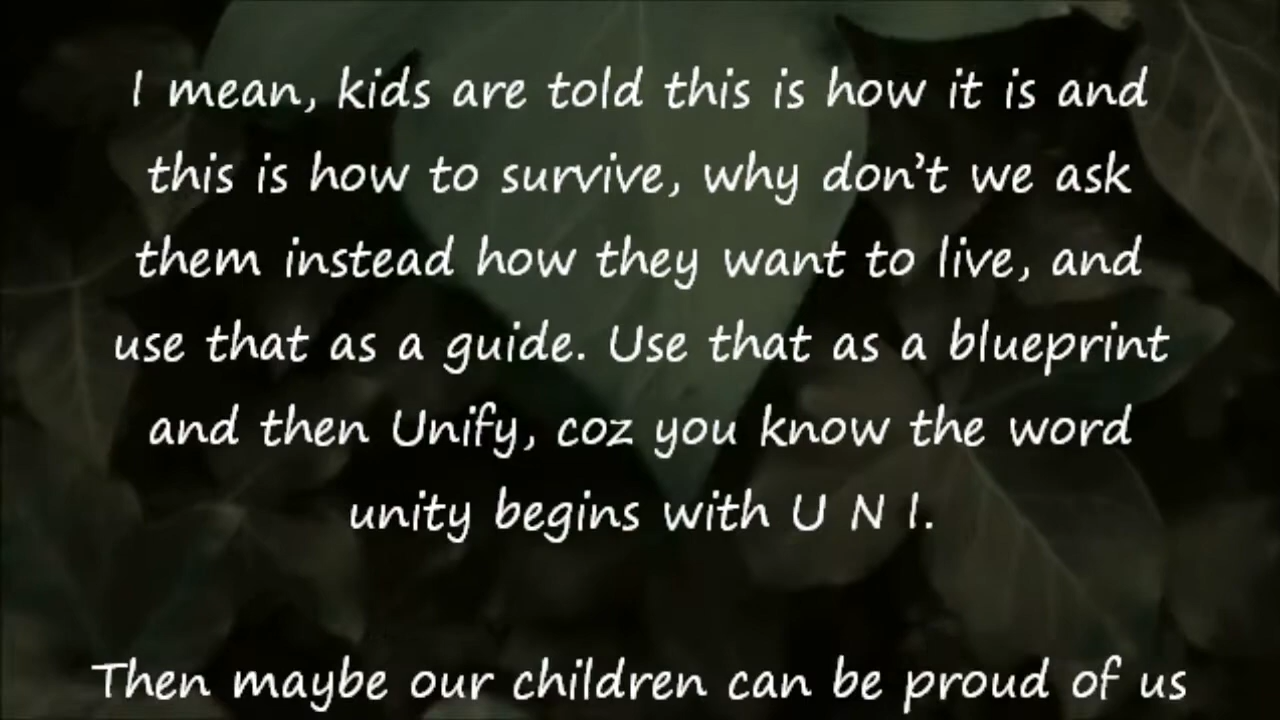 I mean, kids are told this is how it is and
this is how to survive, why don't we ask
them instead how they want to live, and
use that as a guide. Use that as a blueprint
and then Unify, coz you know the word
unity begins with U N I.
Then maybe our children can be proud of us